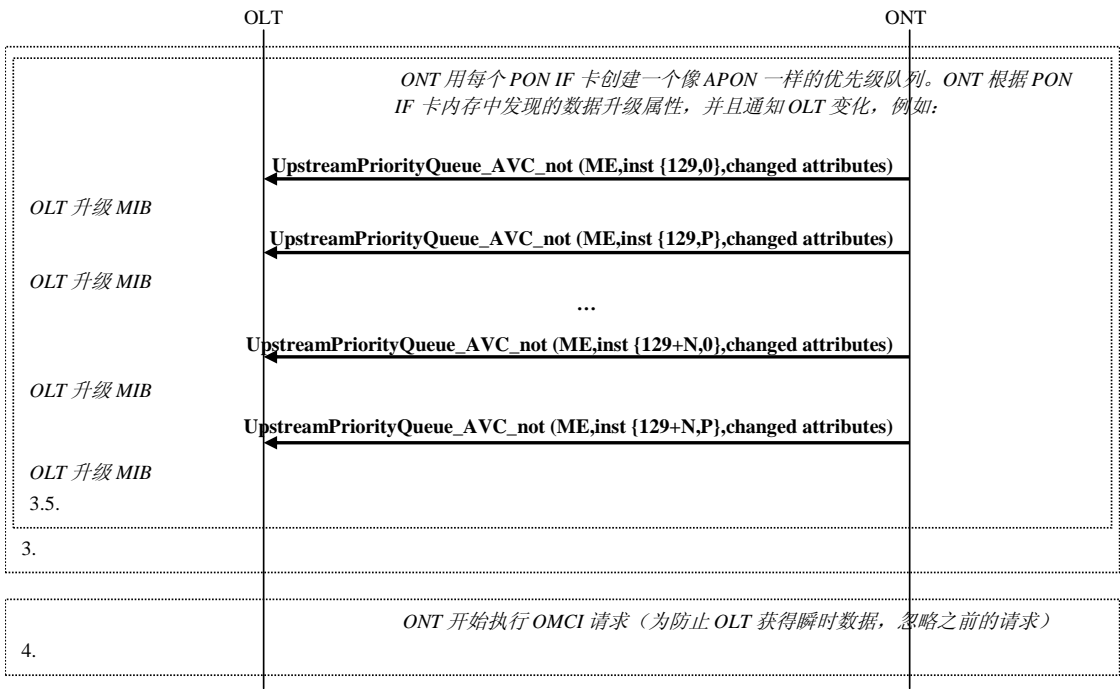 OLT
ONT
ONT 用每个 PON IF 卡创建一个像 APON 一样的优先级队列。ONT 根据 PON
IF 卡内存中发现的数据升级属性，并且通知 OLT 变化，例如：
UpstreamPriorityQueue_AVC_not (ME,inst {129,0},changed attributes)
OLT 升级 MIB
UpstreamPriorityQueue_AVC_not (ME,inst {129,P},changed attributes)
OLT 升级 MIB
…
UpstreamPriorityQueue_AVC_not (ME,inst {129+N,0},changed attributes)
OLT 升级 MIB
UpstreamPriorityQueue_AVC_not (ME,inst {129+N,P},changed attributes)
OLT 升级 MIB
3.5.
3.
ONT 开始执行 OMCI 请求（为防止 OLT 获得瞬时数据，忽略之前的请求）
4.